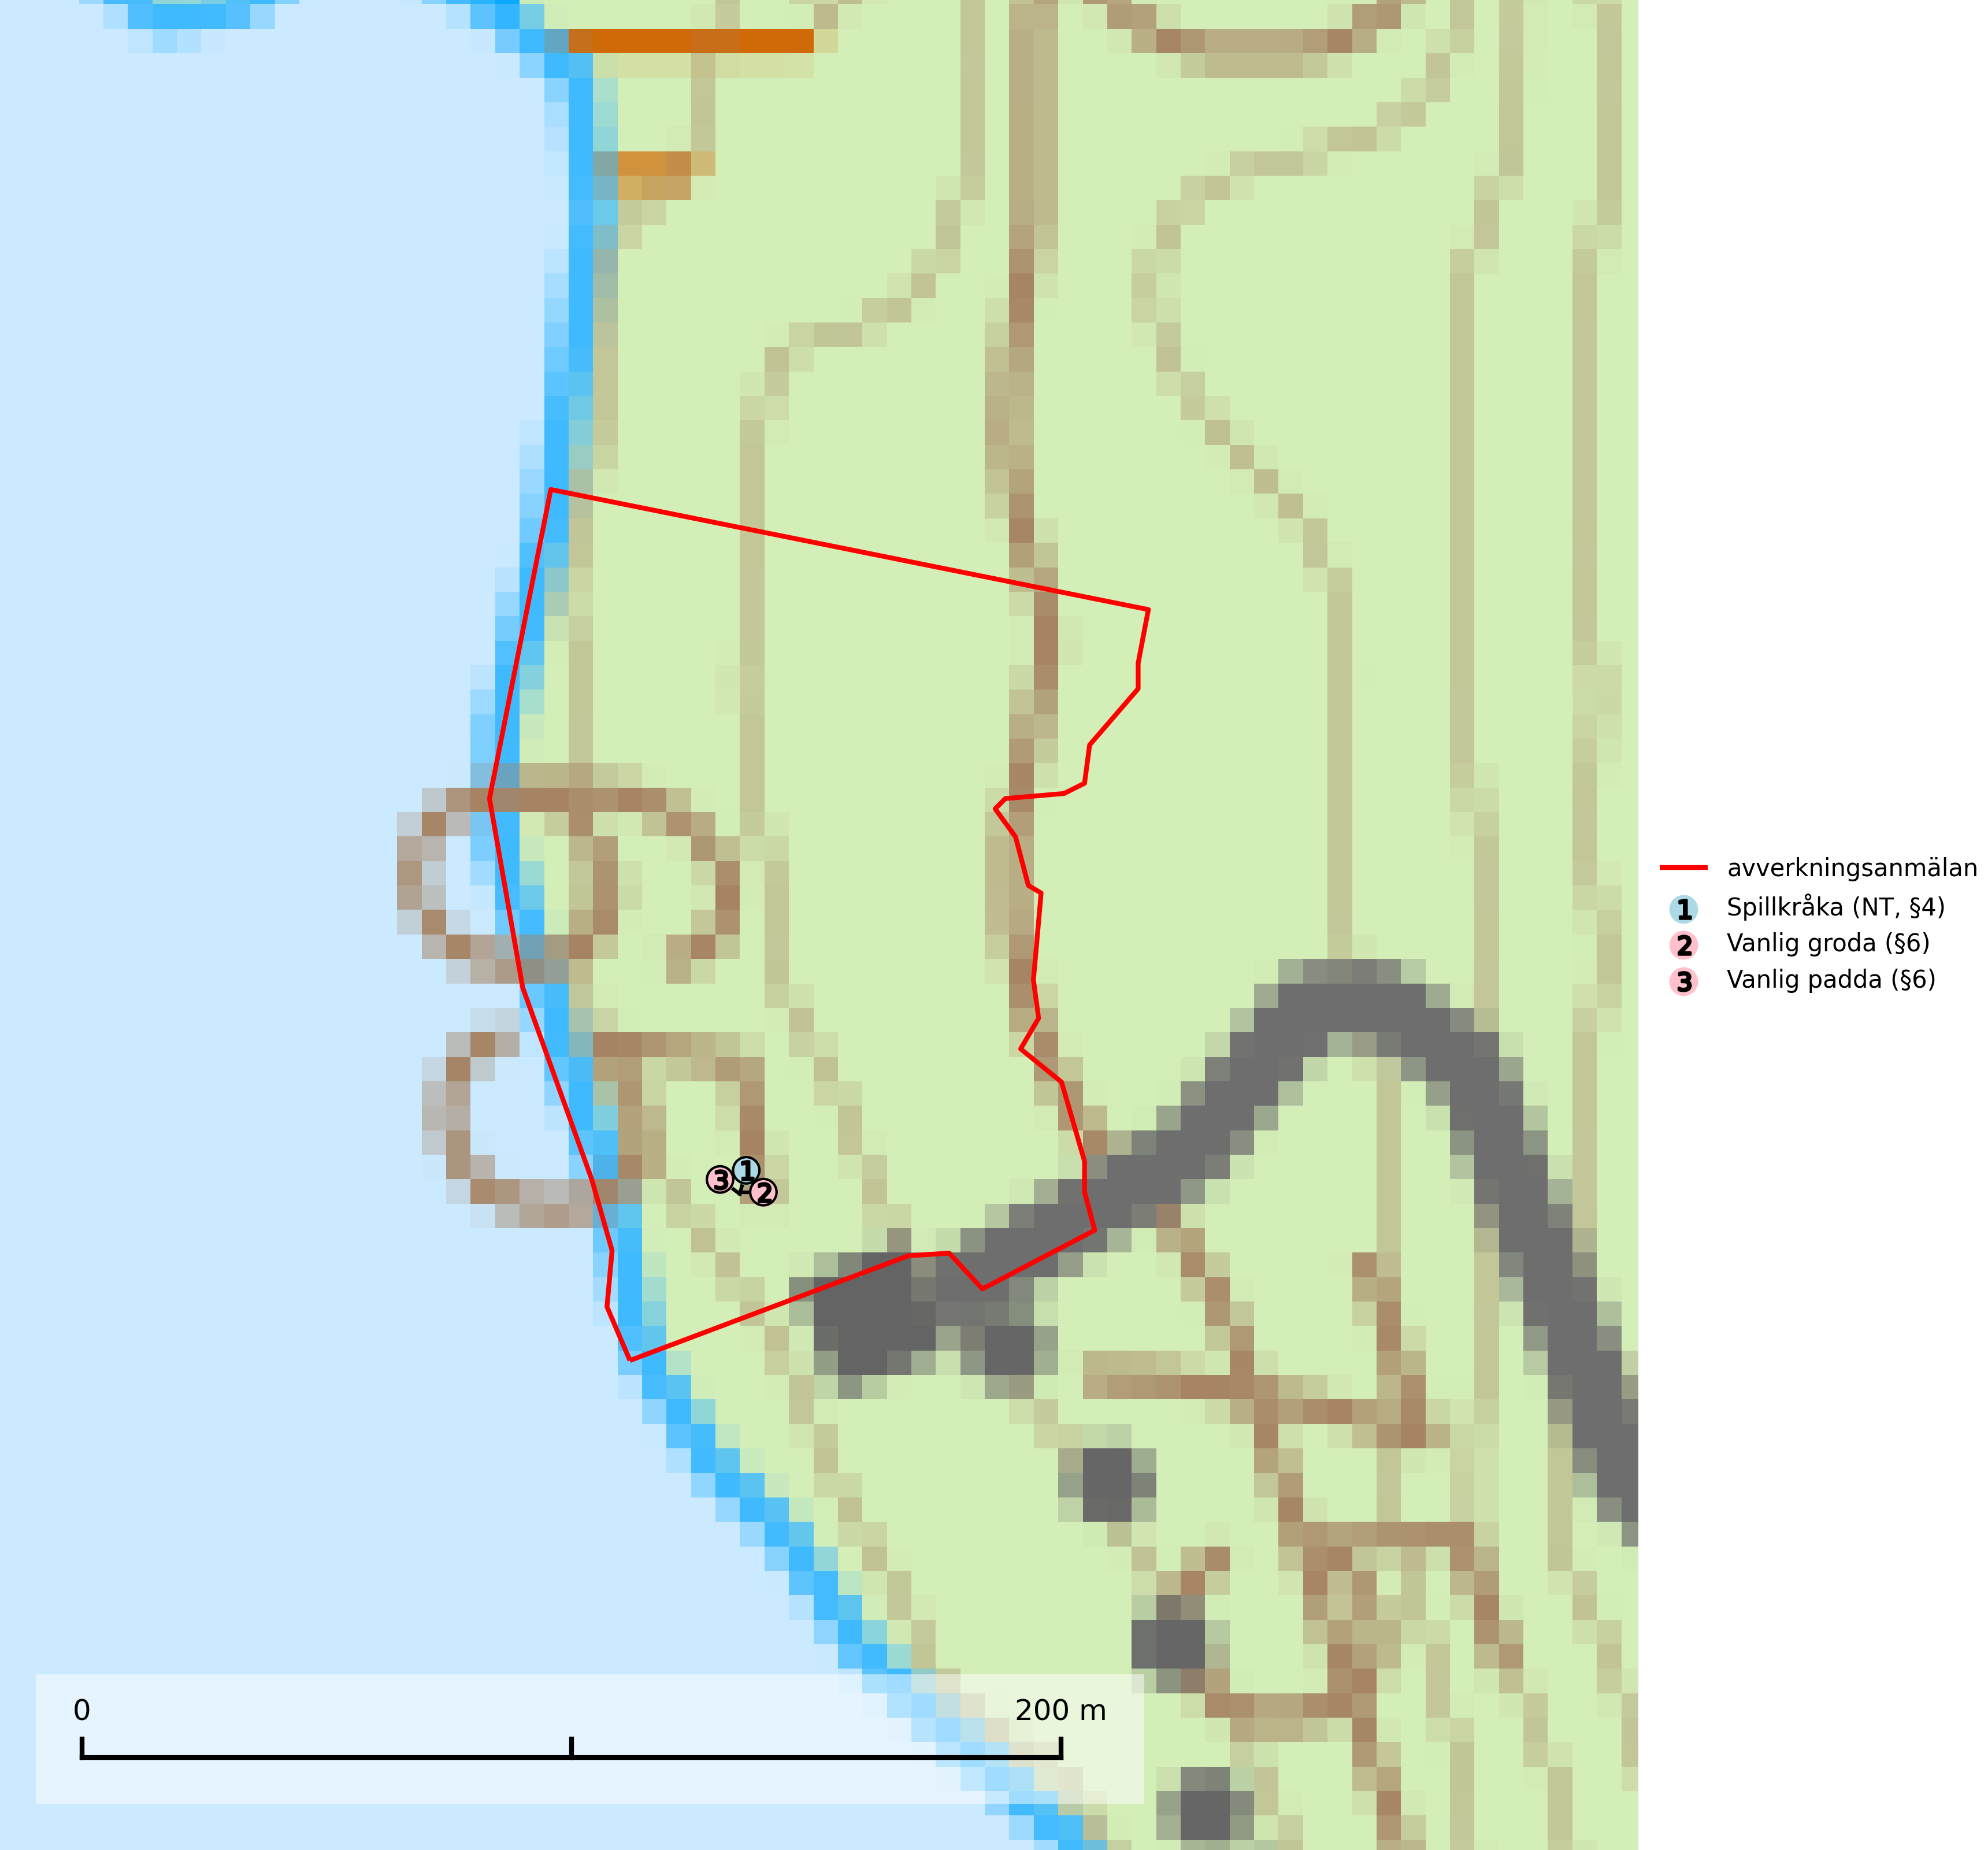 avverkningsanmälan
1 Spillkråka (NT, §4)
2 Vanlig groda (§6)
3 Vanlig padda (§6)
3 1 2
0 200 m